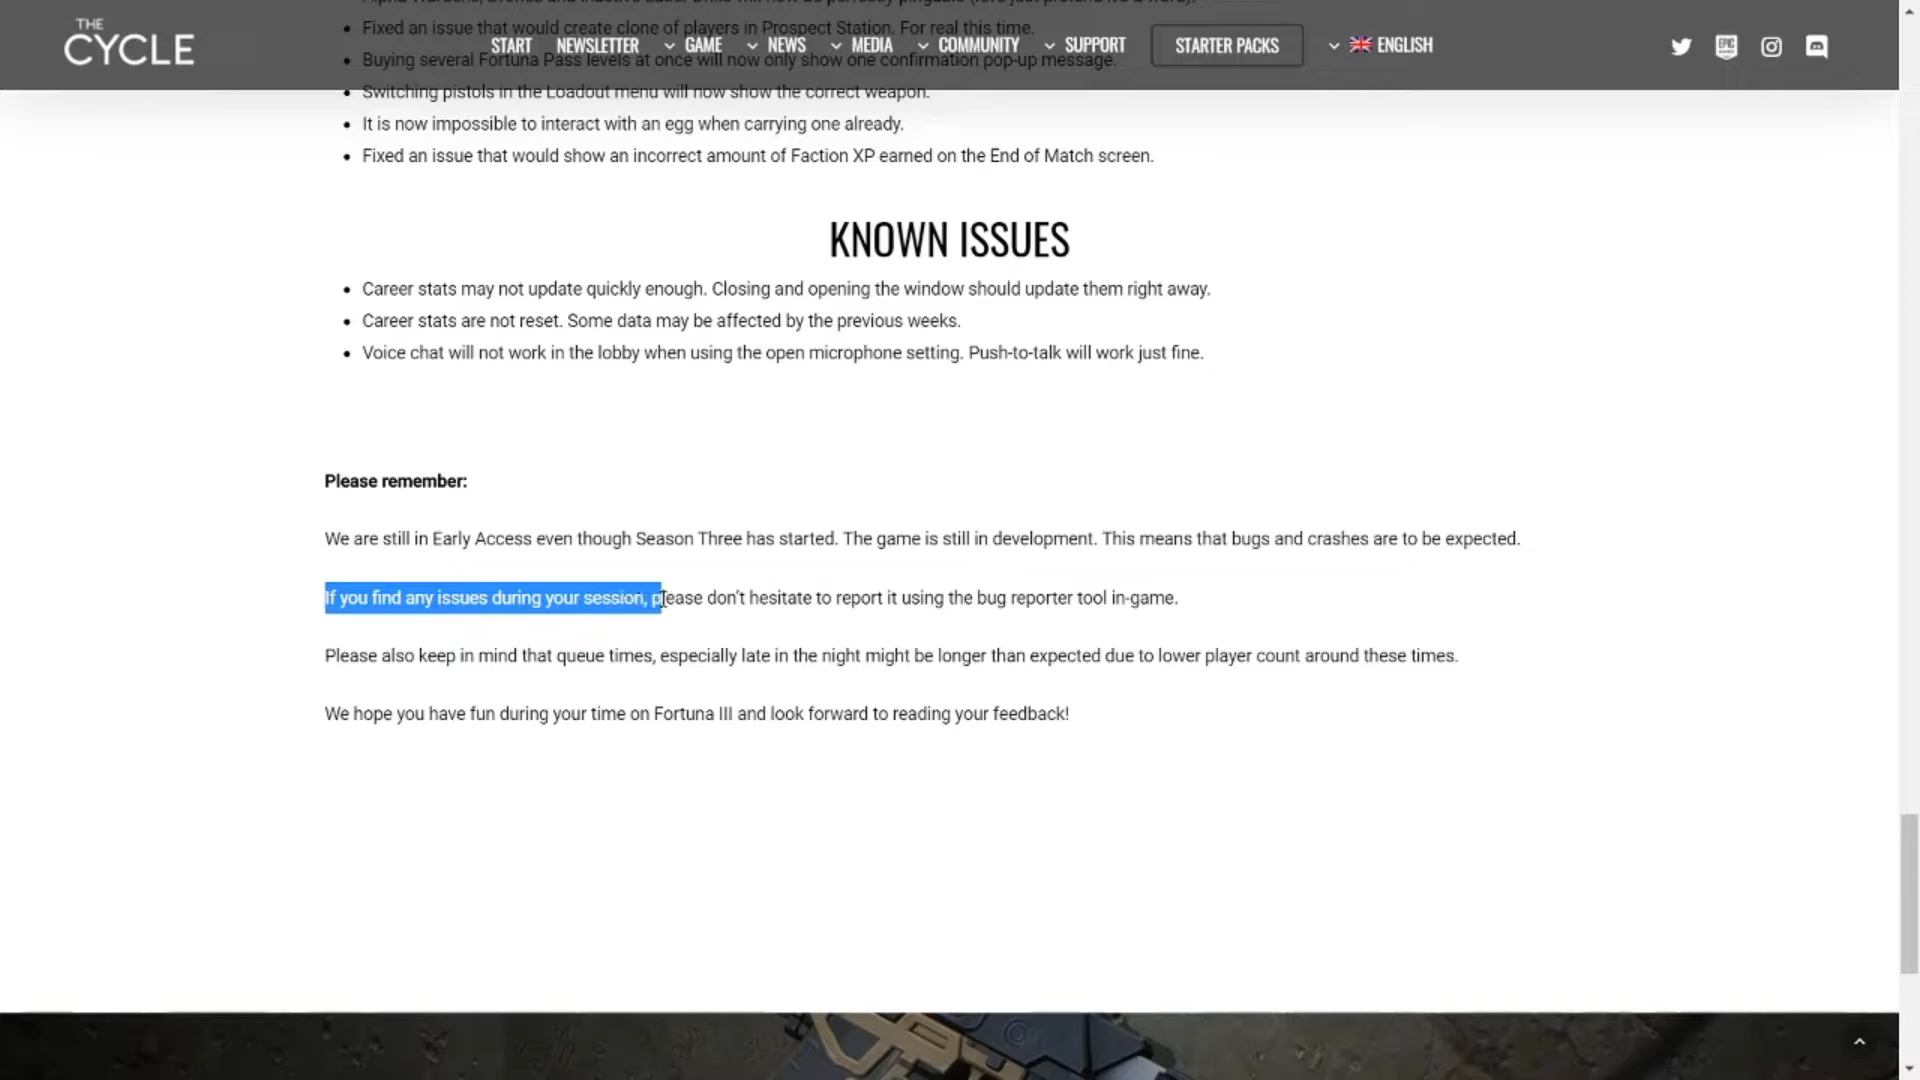 THE
CYCLE
START
NEWSLETTER
GAME
NEWS
MEDIA
COMMUNITY
SUPPORT
STARTER PACKS
ENGLISH
EPIC
Fixed an issue that would create clone of players in Prospect Station. For real this time.
Buying several Fortuna Pass levels at once will now only show one confirmation pop-up message.
Switching pistols in the Loadout menu will now show the correct weapon.
It is now impossible to interact with an egg when carrying one already.
Fixed an issue that would show an incorrect amount of Faction XP earned on the End of Match screen.
KNOWN ISSUES
Career stats may not update quickly enough. Closing and opening the window should update them right away.
Career stats are not reset. Some data may be affected by the previous weeks.
Voice chat will not work in the lobby when using the open microphone setting. Push-to-talk will work just fine.
Please remember:
We are still in Early Access even though Season Three has started. The game is still in development. This means that bugs and crashes are to be expected.
If you find any issues during your session, please don't hesitate to report it using the bug reporter tool in-game.
Please also keep in mind that queue times, especially late in the night might be longer than expected due to lower player count around these times.
We hope you have fun during your time on Fortuna III and look forward to reading your feedback!